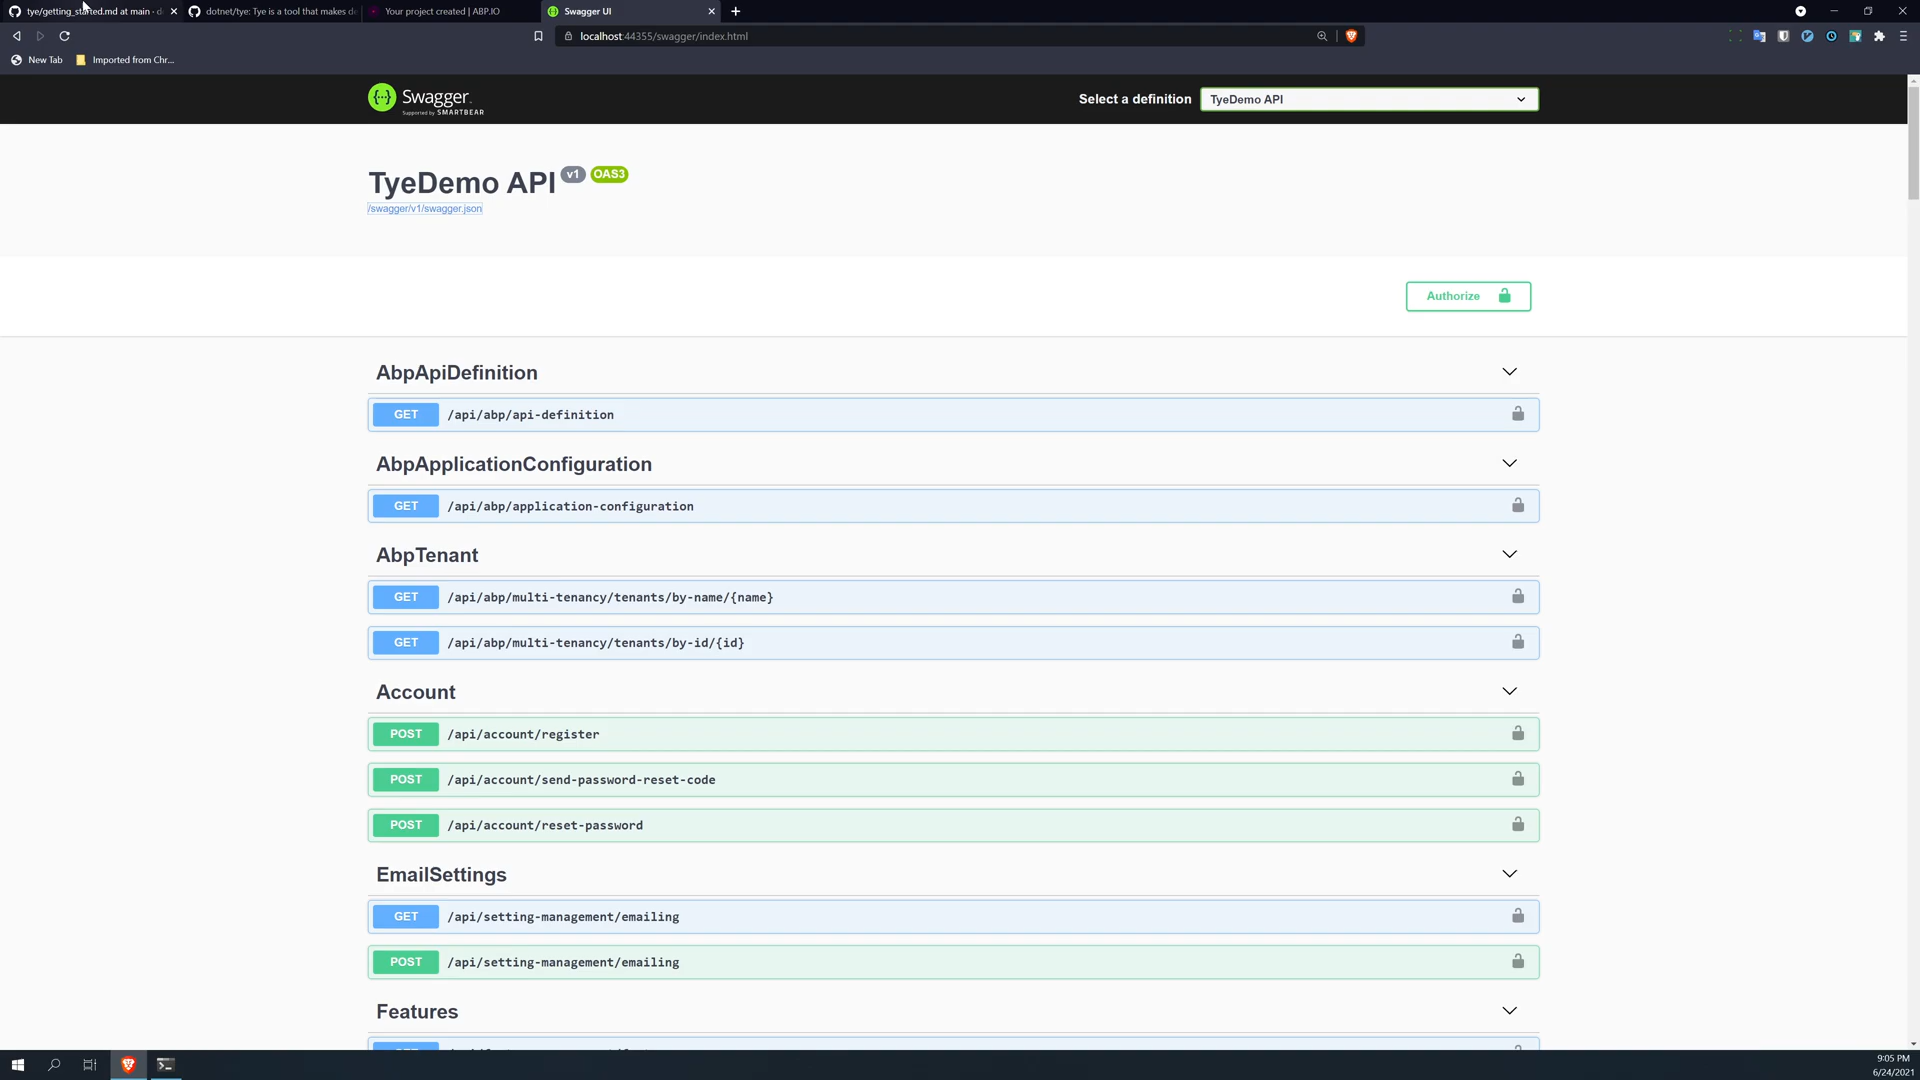 tye/getting_started.md at main · d
dotnet/tye: Tye is a tool that makes d
Your project created | ABP.IO
Swagger UI
localhost:44355/swagger/index.html
New Tab
Imported from Chr...
Swagger
Supported by SMARTBEAR
Select a definition
TyeDemo API
TyeDemo API v1 OAS3
/swagger/v1/swagger.json
Authorize
AbpApiDefinition
GET /api/abp/api-definition
AbpApplicationConfiguration
GET /api/abp/application-configuration
AbpTenant
GET /api/abp/multi-tenancy/tenants/by-name/{name}
GET /api/abp/multi-tenancy/tenants/by-id/{id}
Account
POST /api/account/register
POST /api/account/send-password-reset-code
POST /api/account/reset-password
EmailSettings
GET /api/setting-management/emailing
POST /api/setting-management/emailing
Features
9:05 PM
6/24/2021